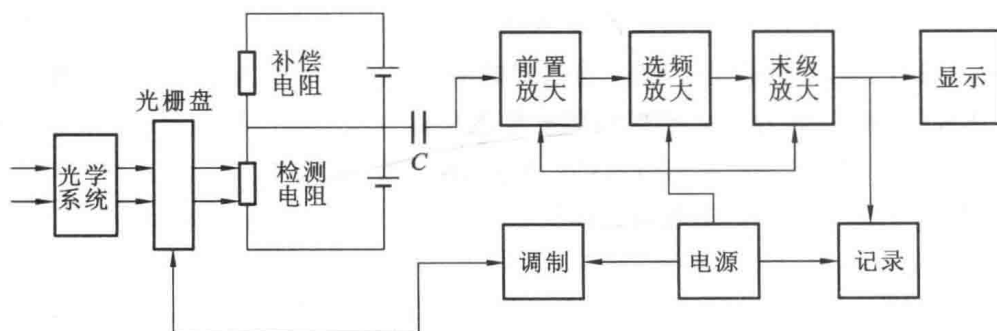 补偿
电阻
光栅盘
光学
系统
检测
电阻
C
前置
放大
选频
放大
末级
放大
显示
调制
电源
记录